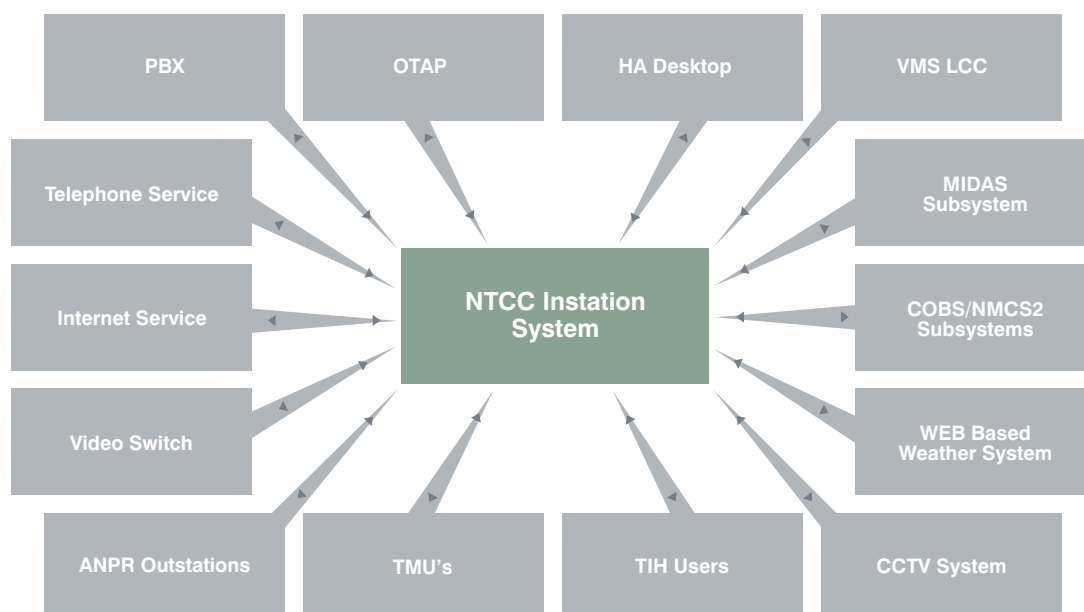 PBX
OTAP
HA Desktop
VMS LCC
Telephone Service
MIDAS
Subsystem
Internet Service
NTCC Instation
System
COBS/NMCS2
Subsystems
Video Switch
WEB Based
Weather System
ANPR Outstations
TMU's
TIH Users
CCTV System